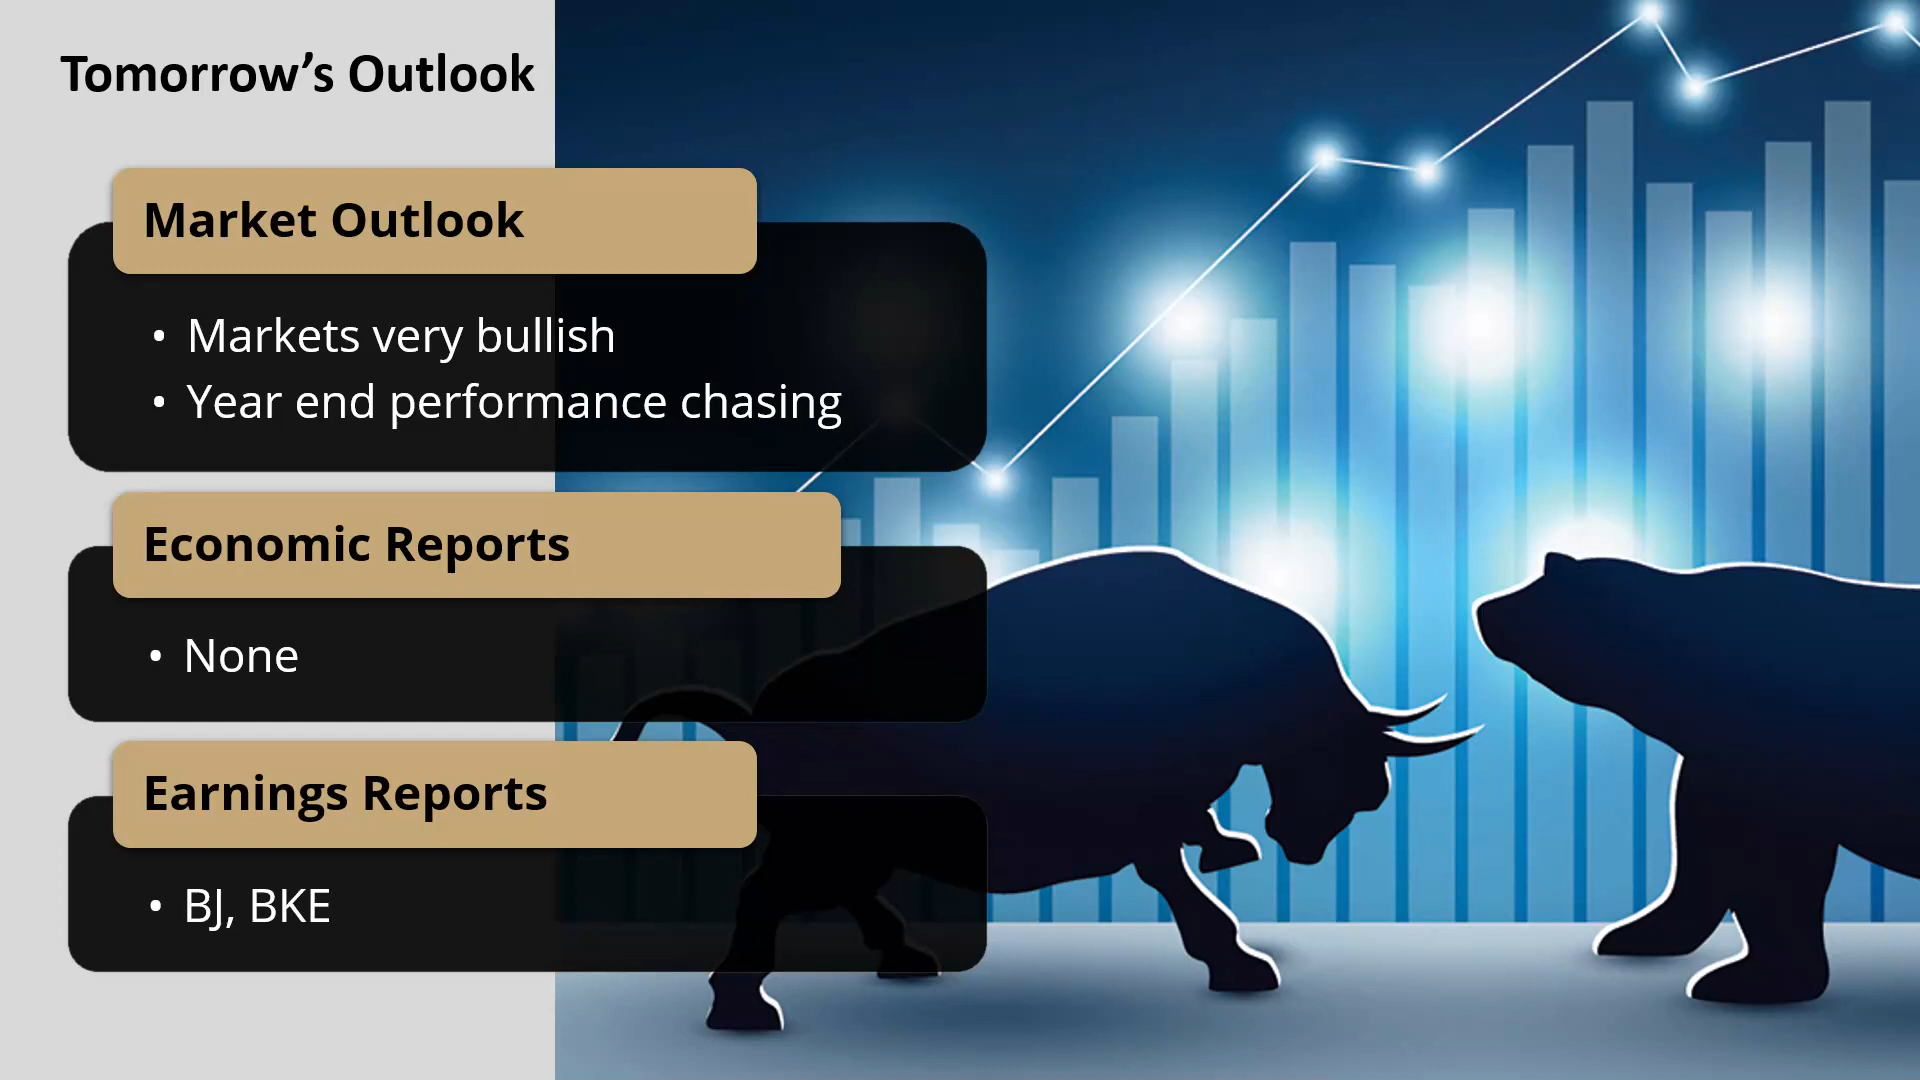 Tomorrow’s Outlook
Market Outlook
• Markets very bullish
• Year end performance chasing
Economic Reports
• None
Earnings Reports
• BJ, BKE